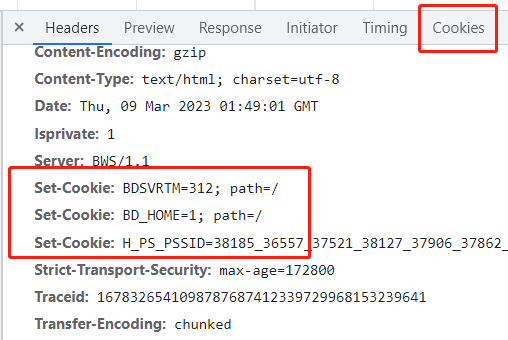 × Headers Preview Response Initiator Timing Cookies
Content-Encoding: gzip
Content-Type: text/html; charset=utf-8
Date: Thu, 09 Mar 2023 01:49:01 GMT
Isprivate: 1
Server: BWS/1.1
Set-Cookie: BDSVRTM=312; path=/
Set-Cookie: BD_HOME=1; path=/
Set-Cookie: H_PS_PSSID=38185_36557_37521_38127_37906_37862_
Strict-Transport-Security: max-age=172800
Traceid: 1678326541098787687412339729968153239641
Transfer-Encoding: chunked